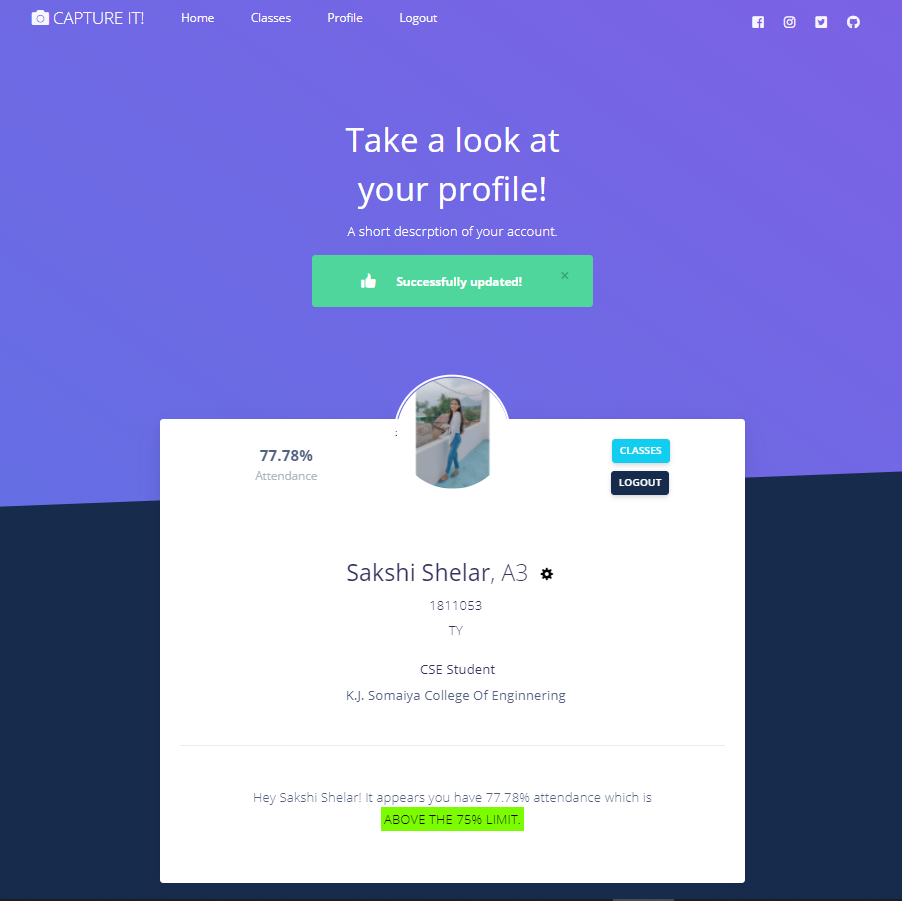 CAPTURE IT! Home Classes Profile Logout
Take a look at
your profile!
A short descrption of your account.
Successfully updated! ×
77.78%
Attendance
:
CLASSES
LOGOUT
Sakshi Shelar, A3
1811053
TY
CSE Student
K.J. Somaiya College Of Enginnering
Hey Sakshi Shelar! It appears you have 77.78% attendance which is
ABOVE THE 75% LIMIT.